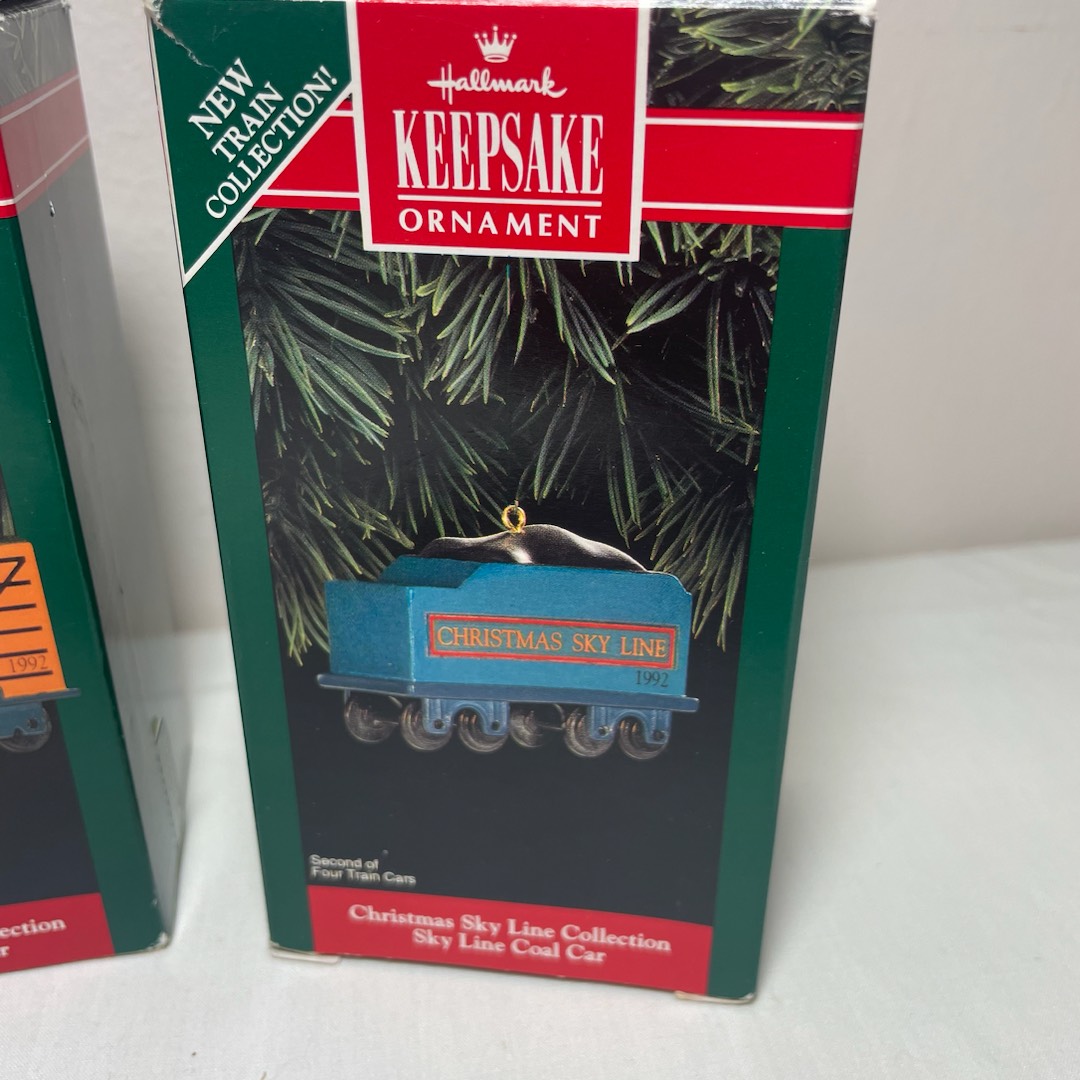 NEW
TRAIN
COLLECTION!
Hallmark
KEEPSAKE
ORNAMENT
CHRISTMAS SKY LINE
1992
Second of
Four Train Cars
Christmas Sky Line Collection
Sky Line Coal Car
1992